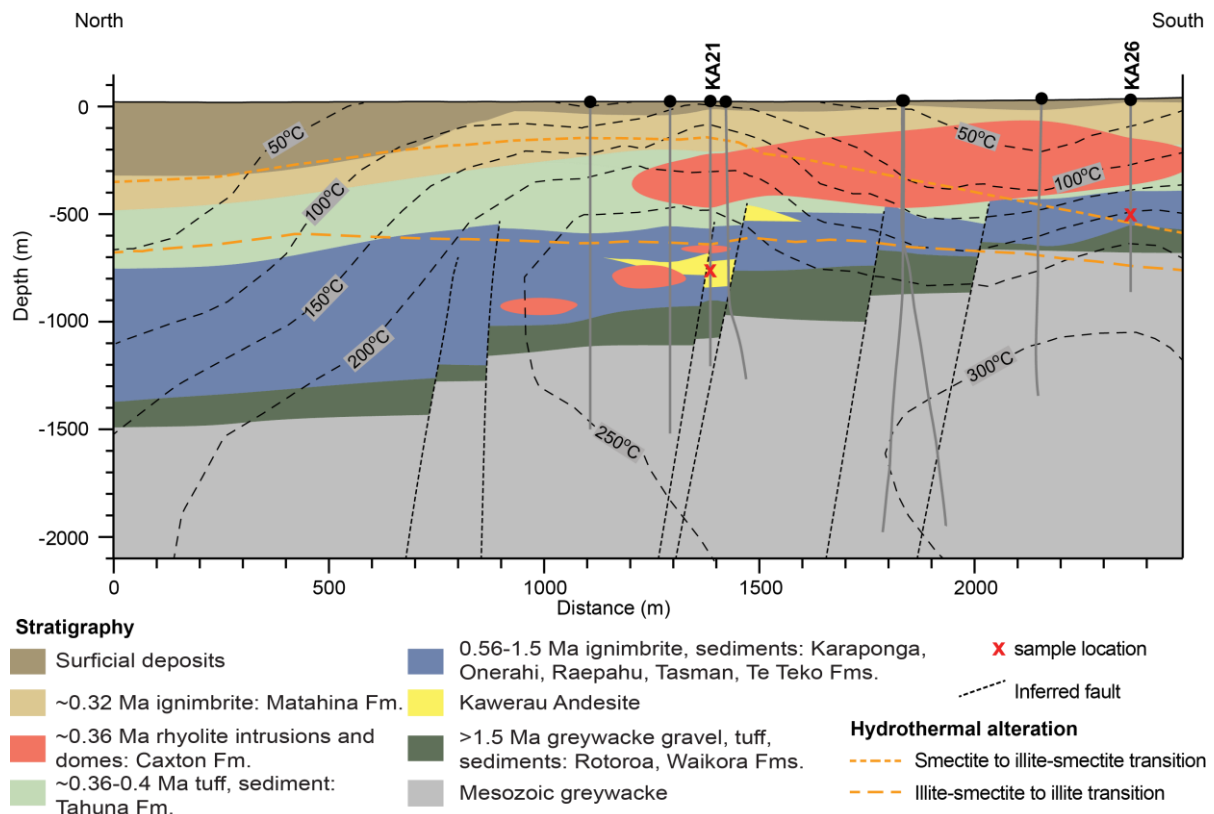 North
South
KA21
KA26
0
-500
-1000
-1500
-2000
Depth (m)
50°C
100°C
150°C
200°C
250°C
50°C
100°C
300°C
0
500
1000
1500
2000
Distance (m)
Stratigraphy
Surficial deposits
~0.32 Ma ignimbrite: Matahina Fm.
~0.36 Ma rhyolite intrusions and
domes: Caxton Fm.
~0.36-0.4 Ma tuff, sediment:
Tahuna Fm.
0.56-1.5 Ma ignimbrite, sediments: Karaponga,
Onerahi, Raepahu, Tasman, Te Teko Fms.
Kawerau Andesite
>1.5 Ma greywacke gravel, tuff,
sediments: Rotoroa, Waikora Fms.
Mesozoic greywacke
x sample location
Inferred fault
Hydrothermal alteration
Smectite to illite-smectite transition
Illite-smectite to illite transition